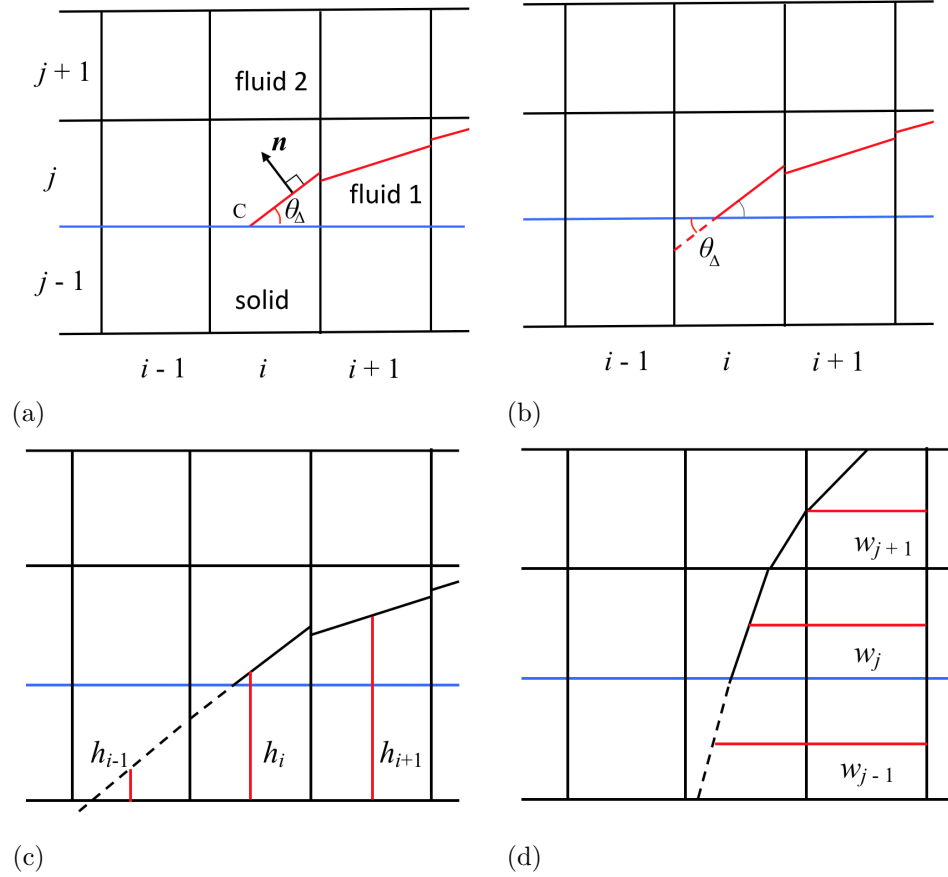 j + 1
fluid 2
n
j
fluid 1
C
θΔ
j - 1
solid
i - 1
i
i + 1
(a)
θΔ
i - 1
i
i + 1
(b)
hi-1
hi
hi+1
(c)
wj + 1
wj
wj - 1
(d)